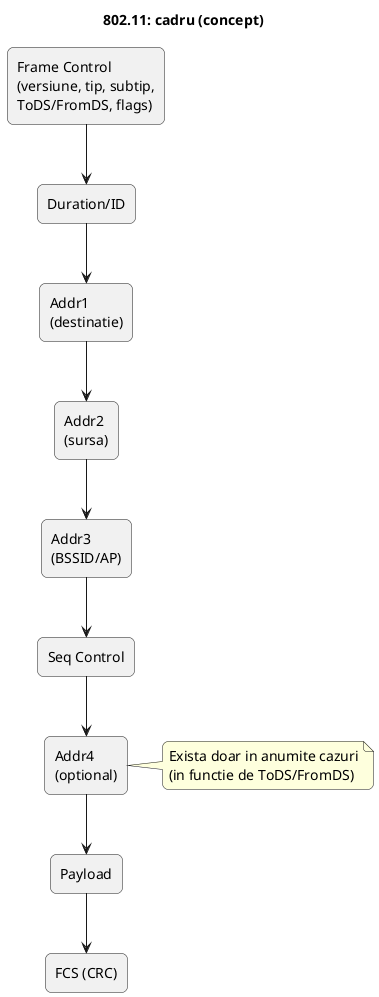 802.11: cadru (concept)
Frame Control
(versiune, tip, subtip,
ToDS/FromDS, flags)
Duration/ID
Addr1
(destinatie)
Addr2
(sursa)
Addr3
(BSSID/AP)
Seq Control
Addr4
(optional)
Exista doar in anumite cazuri
(in functie de ToDS/FromDS)
Payload
FCS (CRC)